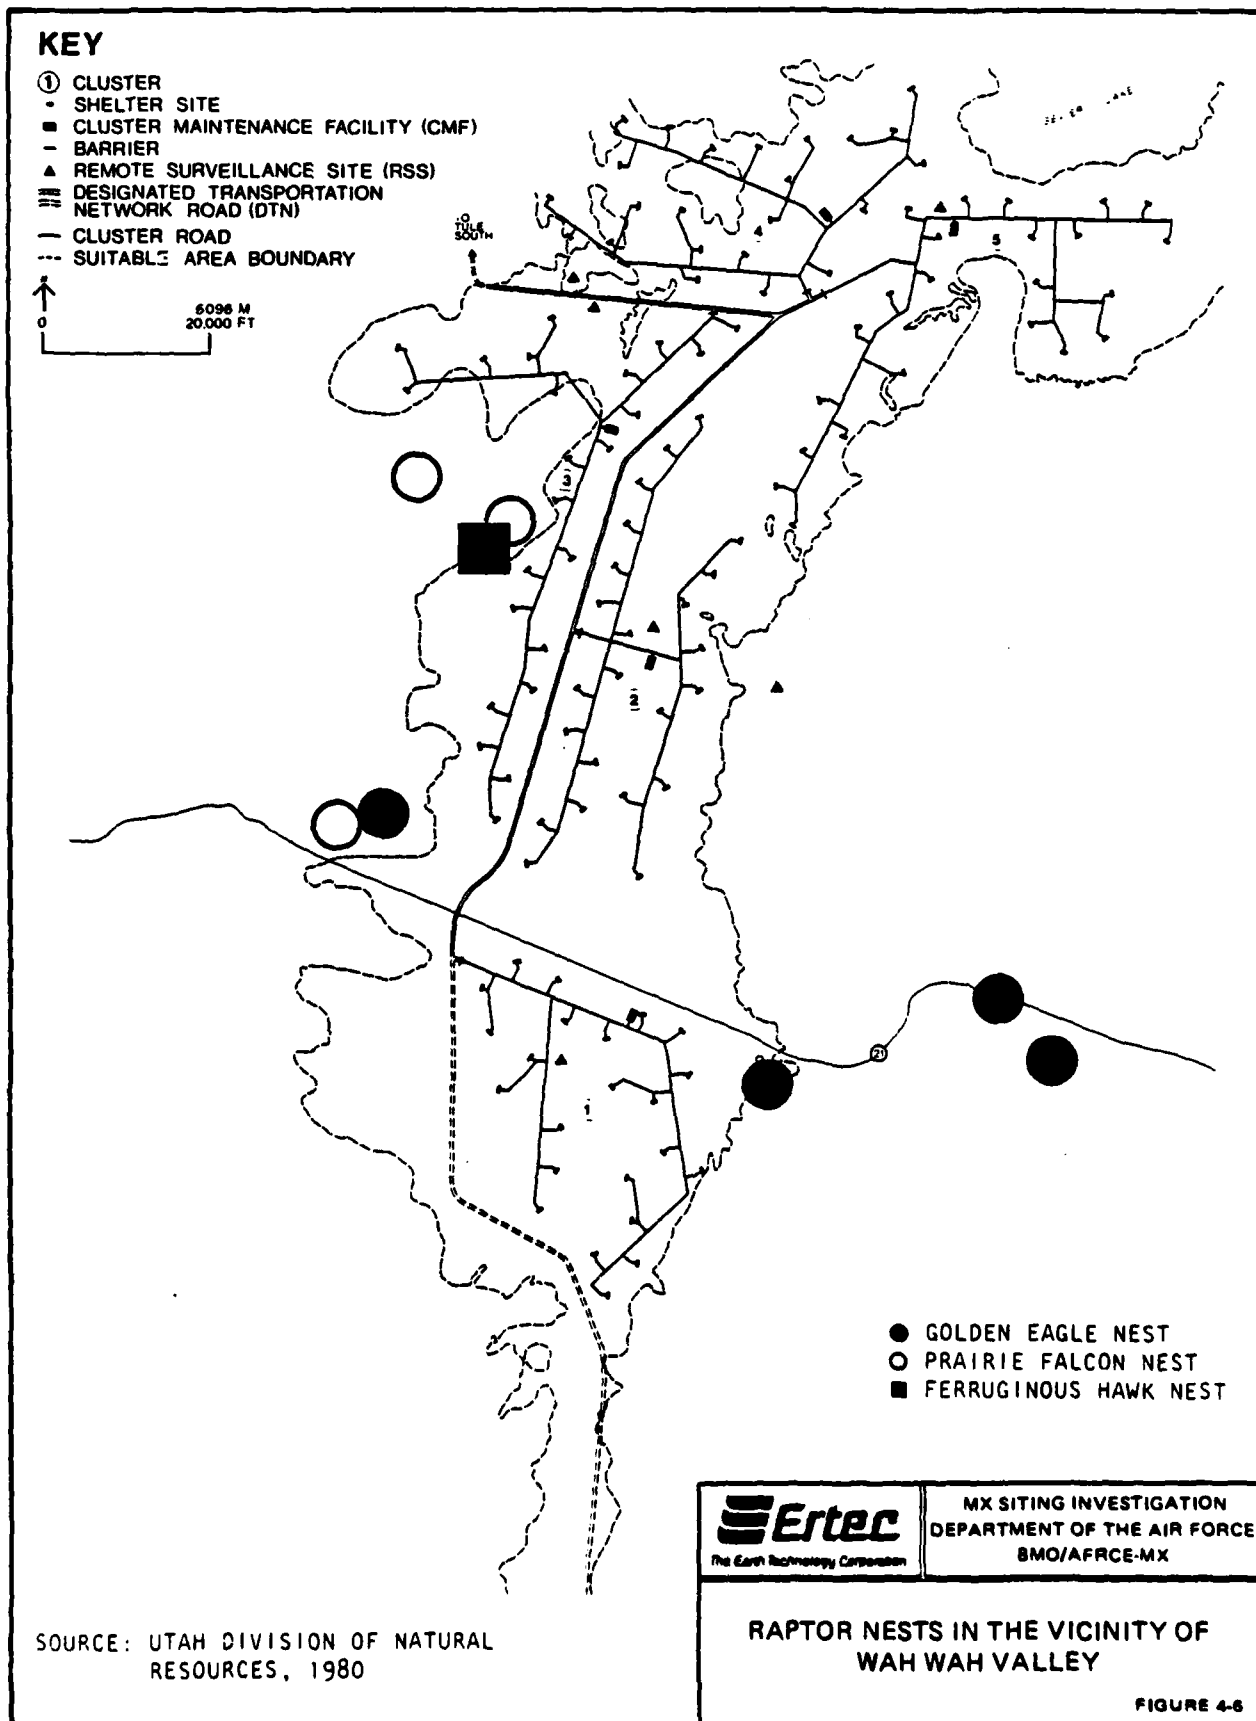 KEY
① CLUSTER
SHELTER SITE
CLUSTER MAINTENANCE FACILITY (CMF)
BARRIER
REMOTE SURVEILLANCE SITE (RSS)
DESIGNATED TRANSPORTATION
NETWORK ROAD (DTN)
CLUSTER ROAD
SUITABLE AREA BOUNDARY
6096 M
0 20,000 FT
TULE
SOUTH
LAKE
4
5
3
2
21
1
GOLDEN EAGLE NEST
PRAIRIE FALCON NEST
FERRUGINOUS HAWK NEST
Ertec
The Earth Technology Corporation
MX SITING INVESTIGATION
DEPARTMENT OF THE AIR FORCE
BMO/AFRCE-MX
SOURCE: UTAH DIVISION OF NATURAL
RESOURCES, 1980
RAPTOR NESTS IN THE VICINITY OF
WAH WAH VALLEY
FIGURE 4-6